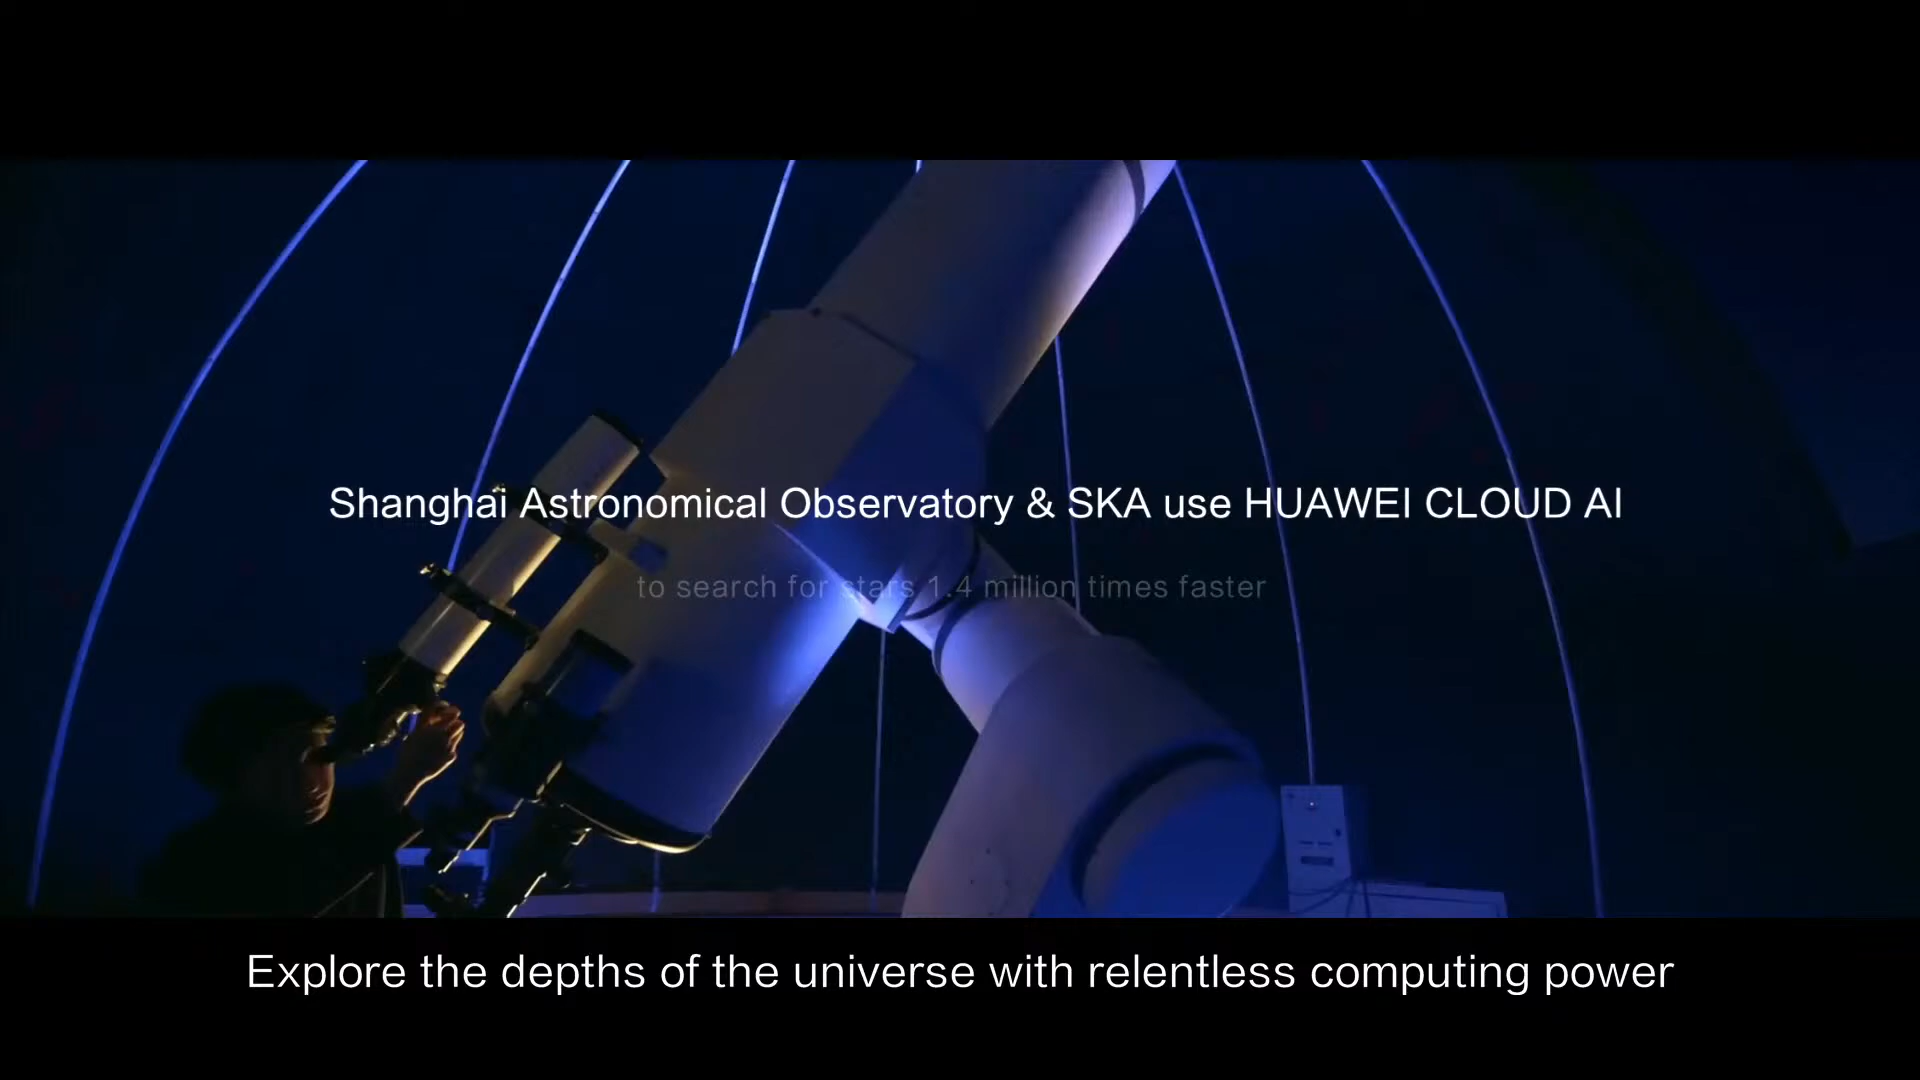 Shanghai Astronomical Observatory & SKA use HUAWEI CLOUD AI
to search for stars 1.4 million times faster
Explore the depths of the universe with relentless computing power